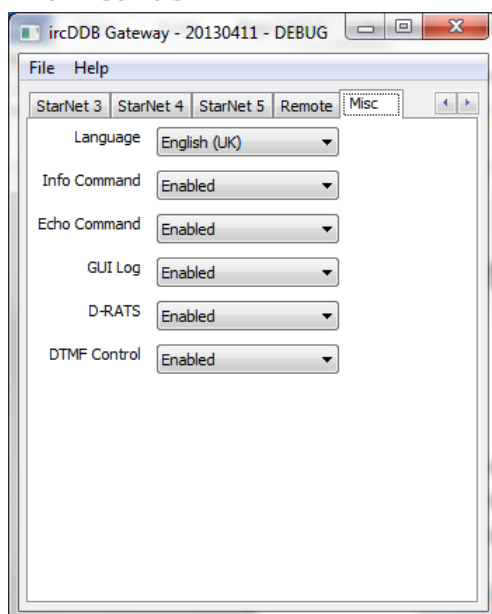 ircDDB Gateway - 20130411 - DEBUG
File Help
StarNet 3 StarNet 4 StarNet 5 Remote Misc
Language English (UK)
Info Command Enabled
Echo Command Enabled
GUI Log Enabled
D-RATS Enabled
DTMF Control Enabled